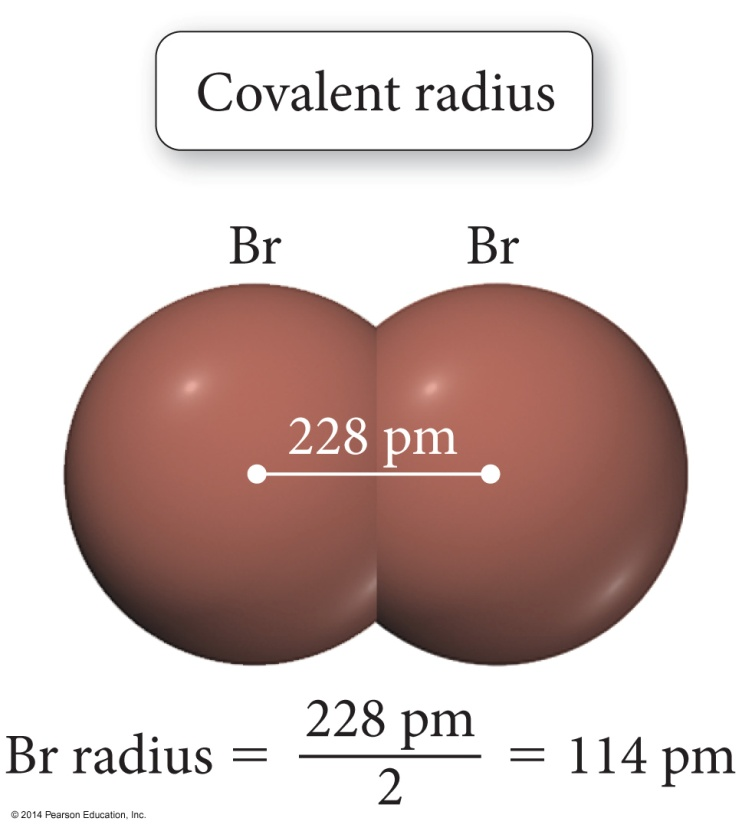 Covalent radius
Br Br
228 pm
Br radius = 228 pm / 2 = 114 pm
© 2014 Pearson Education, Inc.